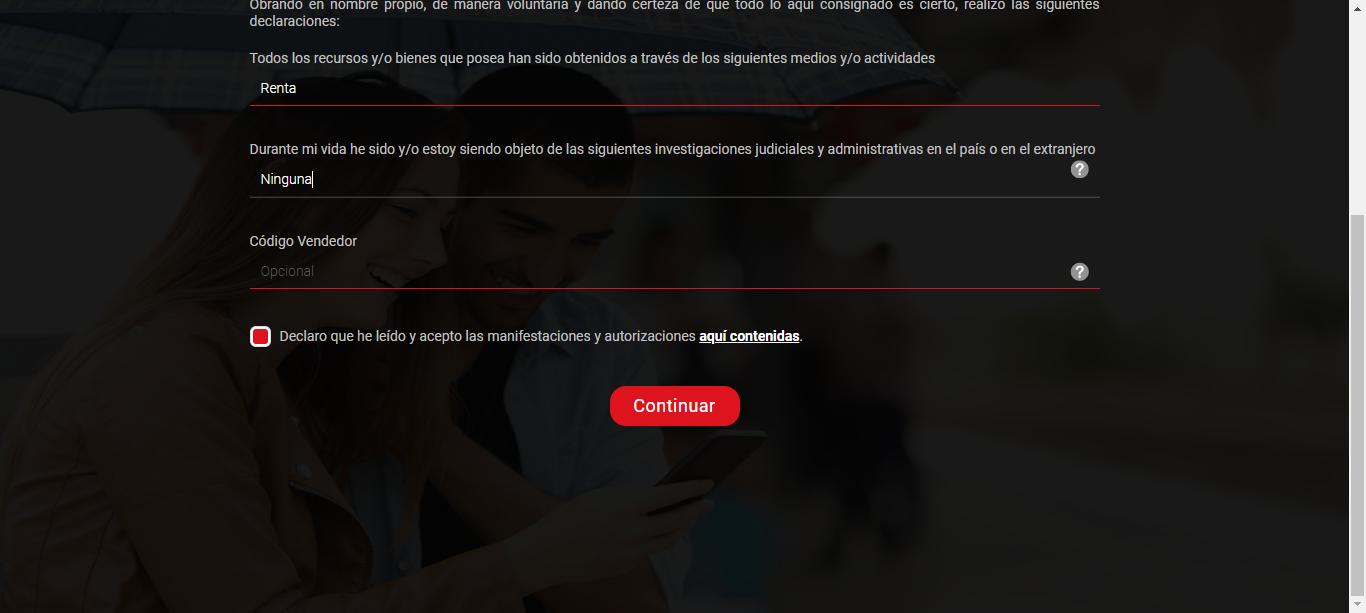 Obrando en nombre propio, de manera voluntaria y dando certeza de que todo lo aquí consignado es cierto, realizo las siguientes
declaraciones:
Todos los recursos y/o bienes que posea han sido obtenidos a través de los siguientes medios y/o actividades
Renta
Durante mi vida he sido y/o estoy siendo objeto de las siguientes investigaciones judiciales y administrativas en el país o en el extranjero
?
Ninguna
Código Vendedor
Opcional ?
Declaro que he leído y acepto las manifestaciones y autorizaciones aquí contenidas.
Continuar